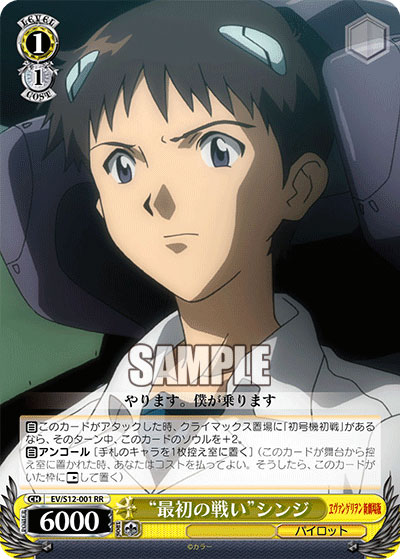 LEVEL
1
1
COST
SAMPLE
やります。僕が乗ります
自このカードがアタックした時、クライマックス置場に「初号機初戦」がある
なら、そのターン中、このカードのソウルを+2。
自アンコール［手札のキャラを1枚控え室に置く］（このカードが舞台から控え
室に置かれた時、あなたはコストを払ってよい。そうしたら、このカードが
いた枠に置く）
CH EV/S12-001 RR
“最初の戦い”シンジ
ヱヴァンゲリヲン 新劇場版
POWER
6000
SOUL
パイロット
©カラー